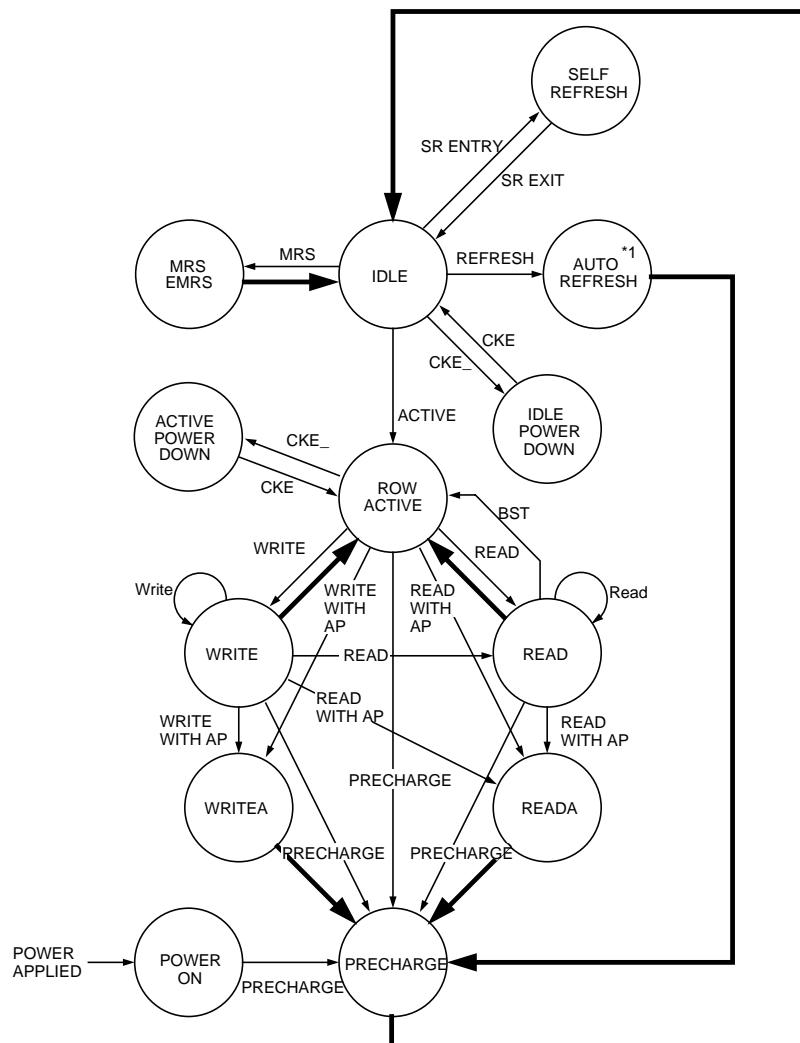 SELF
REFRESH
SR ENTRY
SR EXIT
MRS
EMRS
MRS
IDLE
REFRESH
AUTO
*1
REFRESH
CKE
CKE_
ACTIVE
POWER
DOWN
CKE_
CKE
ACTIVE
IDLE
POWER
DOWN
ROW
ACTIVE
BST
WRITE
READ
Write
WRITE
WITH
AP
READ
WITH
AP
Read
WRITE
READ
READ
WRITE
WITH AP
READ
WITH AP
READ
WITH AP
PRECHARGE
WRITEA
READA
PRECHARGE
PRECHARGE
POWER
APPLIED
POWER
ON
PRECHARGE
PRECHARGE